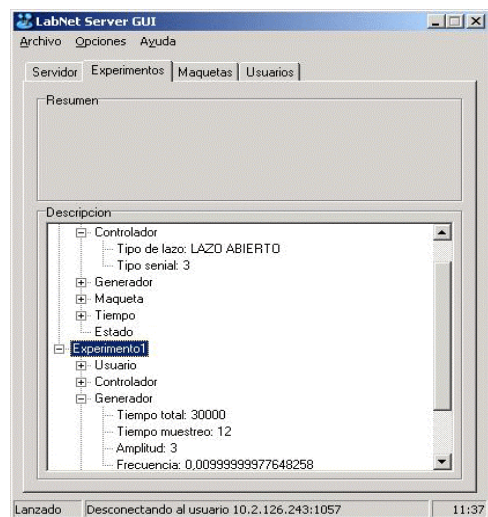 LabNet Server GUI
Archivo Opciones Ayuda
Servidor Experimentos Maquetas Usuarios
Resumen
Descripcion
Controlador
Tipo de lazo: LAZO ABIERTO
Tipo senial: 3
Generador
Maqueta
Tiempo
Estado
Experimento1
Usuario
Controlador
Generador
Tiempo total: 30000
Tiempo muestreo: 12
Amplitud: 3
Frecuencia: 0,00999999977648258
Lanzado Desconectando al usuario 10.2.126.243:1057 11:37